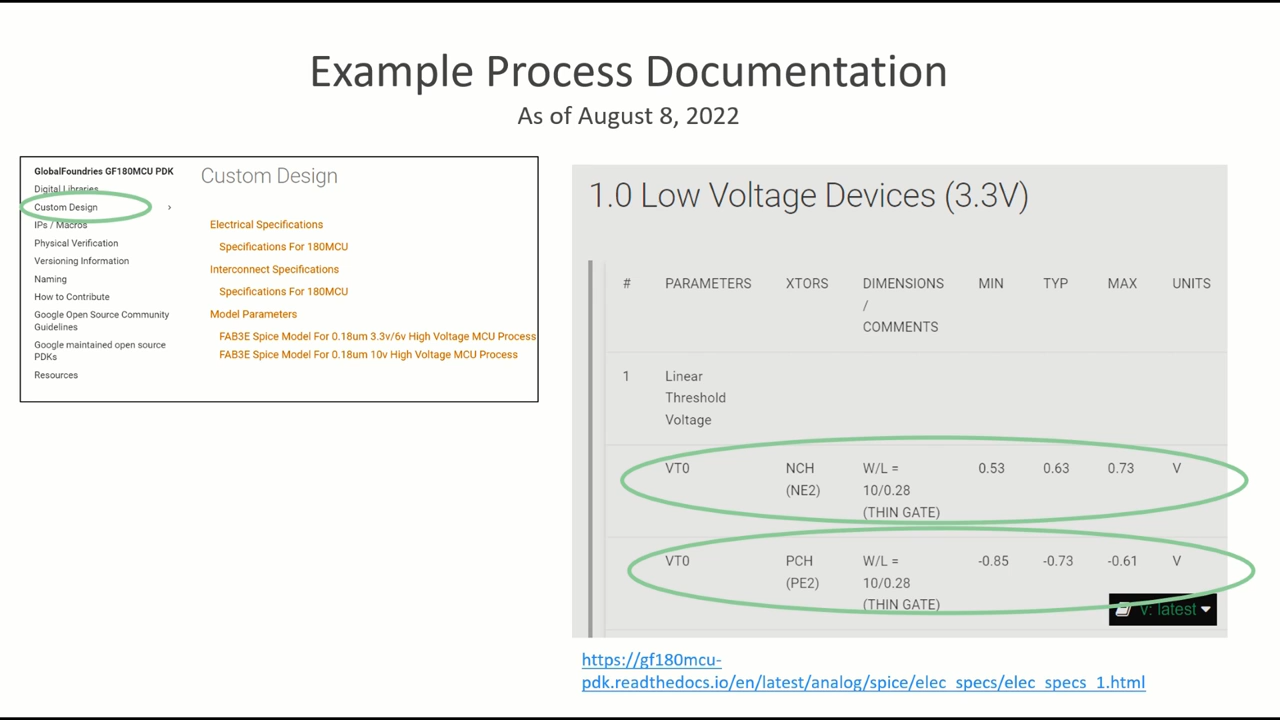 Example Process Documentation
As of August 8, 2022
GlobalFoundries GF180MCU PDK
Digital Libraries
Custom Design
›
IPs / Macros
Physical Verification
Versioning Information
Naming
How to Contribute
Google Open Source Community
Guidelines
Google maintained open source
PDKs
Resources
Custom Design
Electrical Specifications
Specifications For 180MCU
Interconnect Specifications
Specifications For 180MCU
Model Parameters
FAB3E Spice Model For 0.18um 3.3v/6v High Voltage MCU Process
FAB3E Spice Model For 0.18um 10v High Voltage MCU Process
1.0 Low Voltage Devices (3.3V)
# PARAMETERS XTORS DIMENSIONS MIN TYP MAX UNITS
/
COMMENTS
1 Linear
Threshold
Voltage
VT0 NCH W/L = 0.53 0.63 0.73 V
(NE2) 10/0.28
(THIN GATE)
VT0 PCH W/L = -0.85 -0.73 -0.61 V
(PE2) 10/0.28
(THIN GATE)
v: latest
https://gf180mcu-
pdk.readthedocs.io/en/latest/analog/spice/elec_specs/elec_specs_1.html